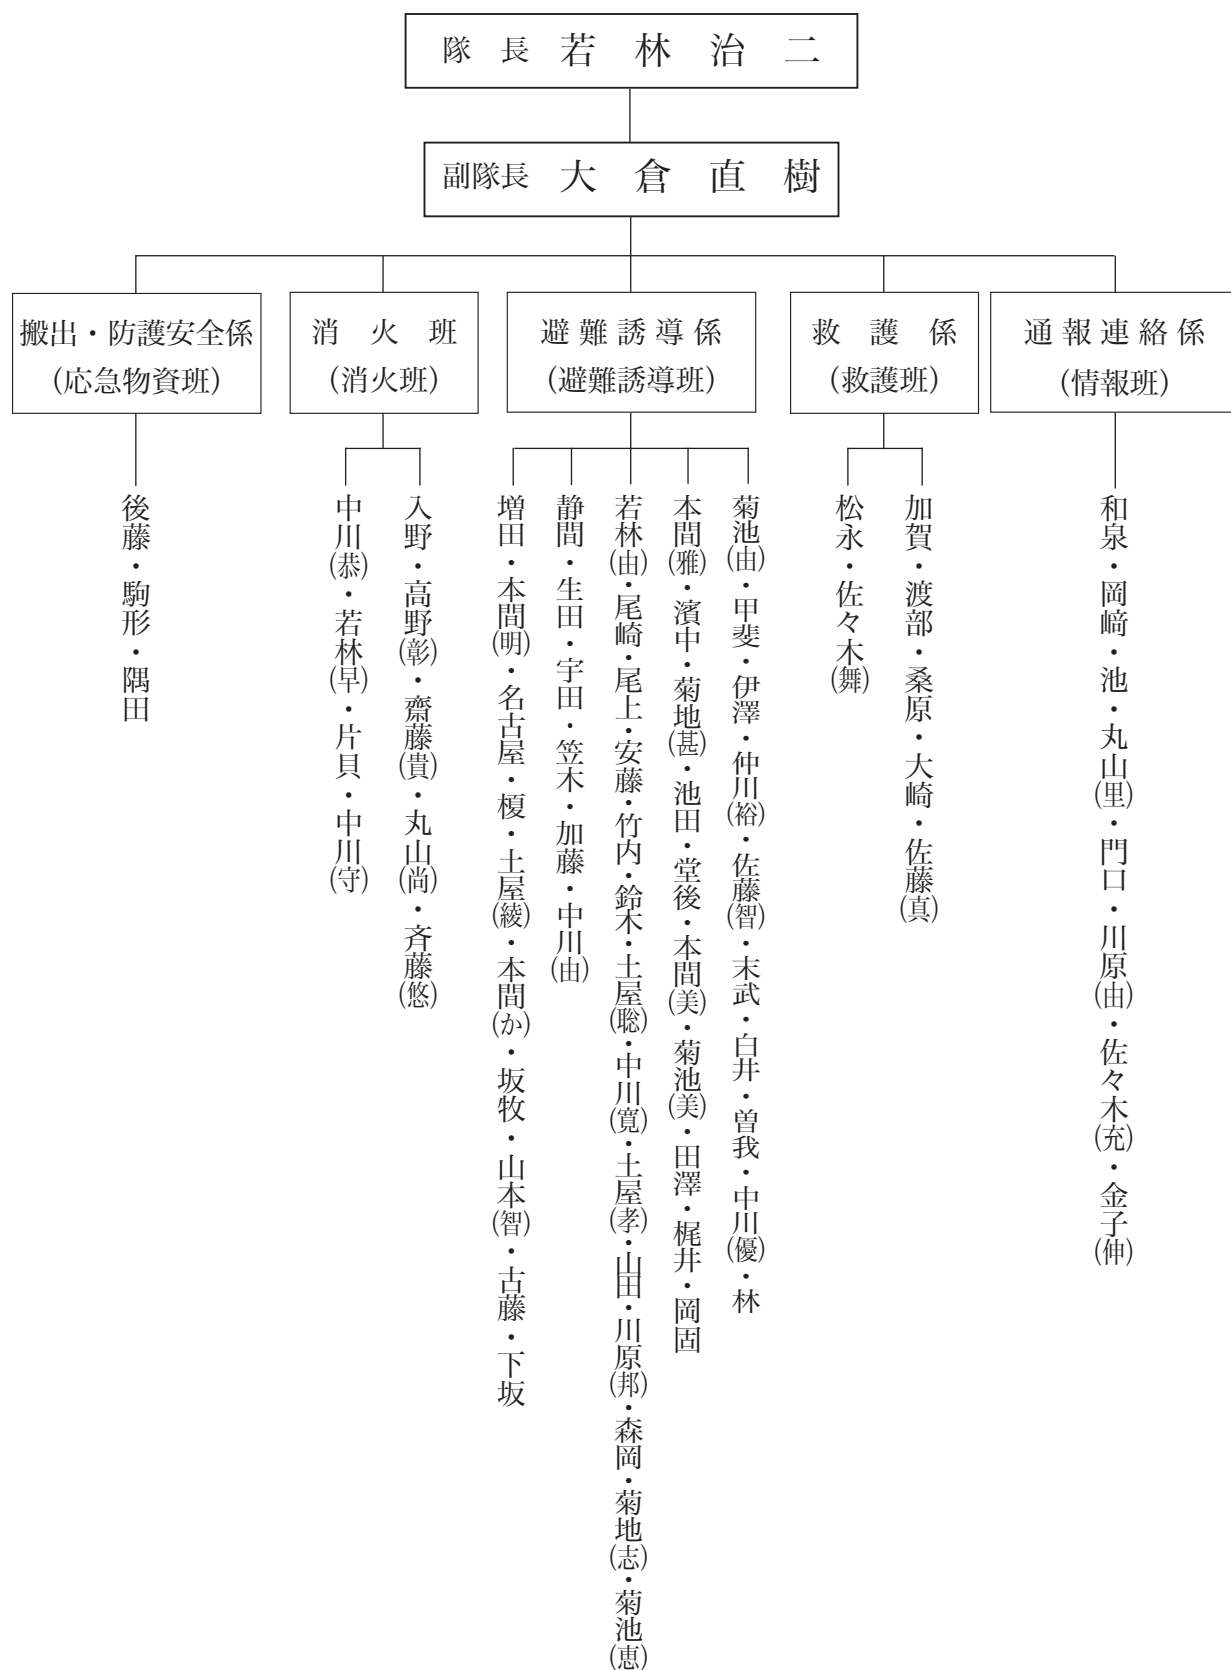 隊長 若林治二
副隊長 大倉直樹
通報連絡係
(情報班)
和泉・岡﨑・池・丸山(里)・門口・川原(由)・佐々木(充)・金子(伸)
救護係
(救護班)
加賀・渡部・桑原・大崎・佐藤(真)
松永・佐々木(舞)
避難誘導係
(避難誘導班)
菊池(由)・甲斐・伊澤・仲川(裕)・佐藤(智)・末武・白井・曽我・中川(優)・林
本間(雅)・濱中・菊地(甚)・池田・堂後・本間(美)・菊池(美)・田澤・梶井・岡固
若林(由)・尾崎・尾上・安藤・竹内・鈴木・土屋(聡)・中川(寛)・土屋(孝)・山田・川原(邦)・森岡・菊地(志)・菊池(恵)
静間・生田・宇田・笠木・加藤・中川(由)
増田・本間(明)・名古屋・榎・土屋(綾)・本間(か)・坂牧・山本(智)・古藤・下坂
消火班
(消火班)
入野・高野(彰)・齋藤(貴)・丸山(尚)・斉藤(悠)
中川(恭)・若林(早)・片貝・中川(守)
搬出・防護安全係
(応急物資班)
後藤・駒形・隅田